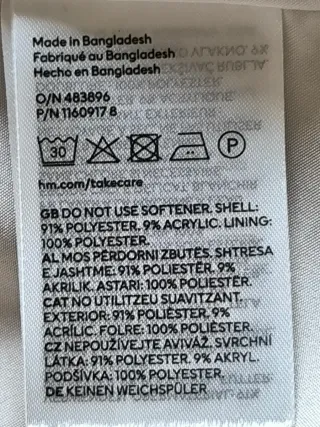 Made in Bangladesh
Fabriqué au Bangladesh
Hecho en Bangladesh
O/N 483896
P/N 1160917 8
30
P
hm.com/takecare
GB DO NOT USE SOFTENER. SHELL:
91% POLYESTER, 9% ACRYLIC. LINING:
100% POLYESTER.
AL MOS PËRDORNI ZBUTËS. SHTRESA
E JASHTME: 91% POLIESTËR, 9%
AKRILIK. ASTARI: 100% POLIESTËR.
CAT NO UTILITZEU SUAVITZANT.
EXTERIOR: 91% POLIÈSTER, 9%
ACRÍLIC. FOLRE: 100% POLIÈSTER.
CZ NEPOUŽÍVEJTE AVIVÁŽ. SVRCHNÍ
LÁTKA: 91% POLYESTER, 9% AKRYL.
PODŠÍVKA: 100% POLYESTER.
DE KEINEN WEICHSPÜLER